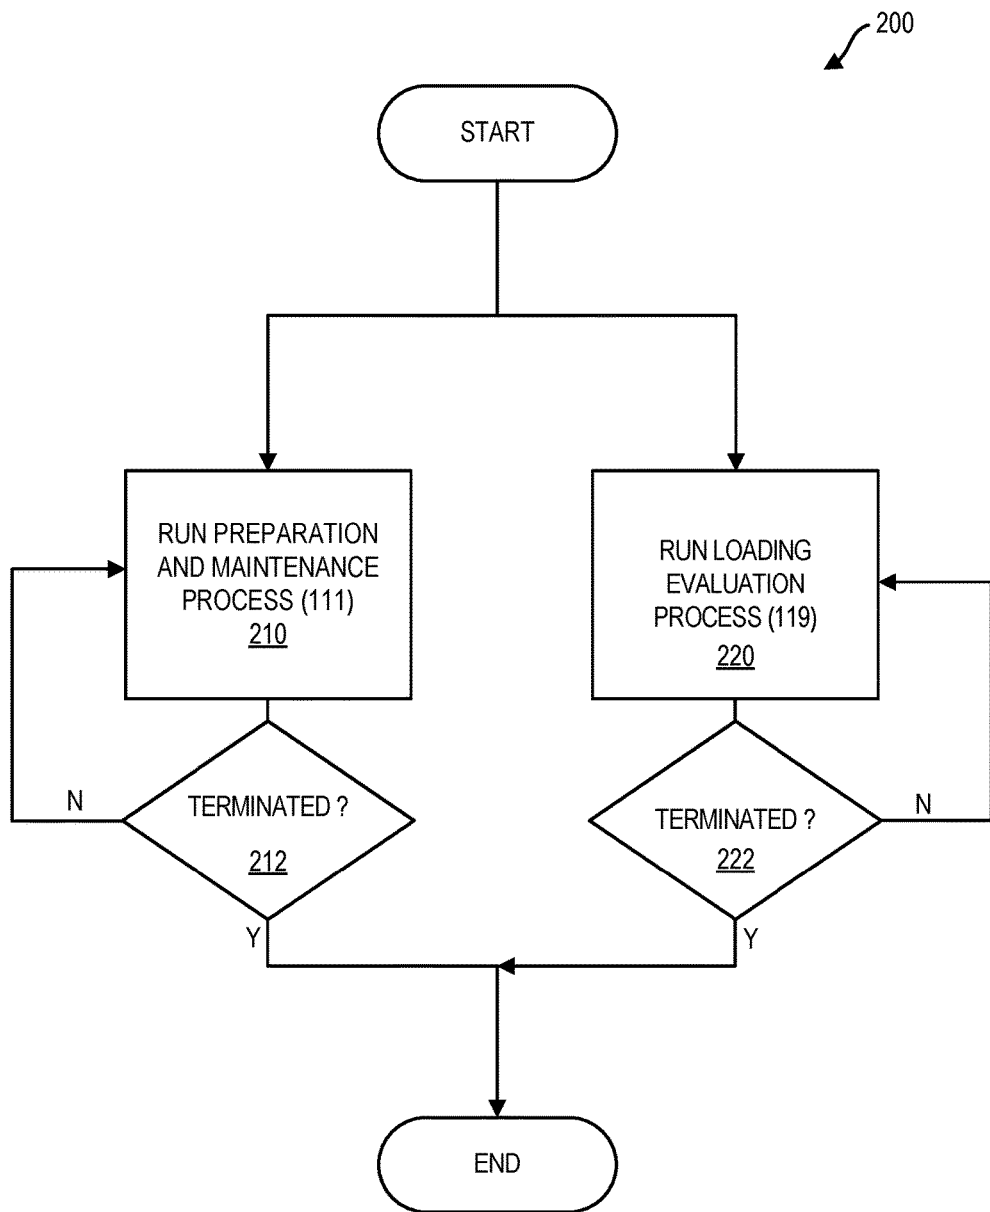 200
START
RUN PREPARATION
AND MAINTENANCE
PROCESS (111)
210
RUN LOADING
EVALUATION
PROCESS (119)
220
N
TERMINATED ?
212
Y
TERMINATED ?
222
N
Y
END